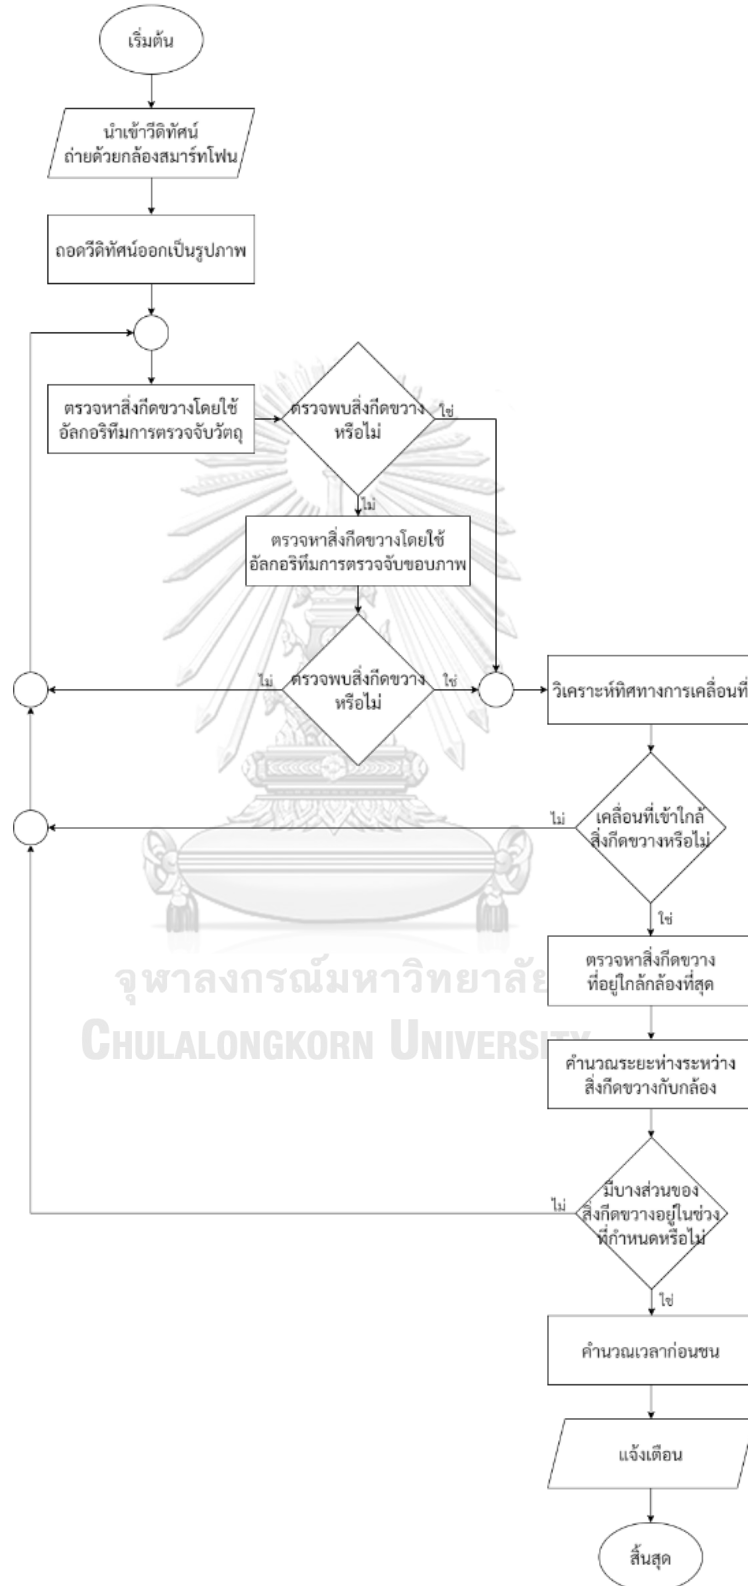 เริ่มต้น
นำเข้าวีดิทัศน์
ถ่ายด้วยกล้องสมาร์ทโฟน
ถอดวีดิทัศน์ออกเป็นรูปภาพ
ตรวจหาสิ่งกีดขวางโดยใช้
อัลกอริทึมการตรวจจับวัตถุ
ตรวจพบสิ่งกีดขวาง
หรือไม่
ใช่
ไม่
ตรวจหาสิ่งกีดขวางโดยใช้
อัลกอริทึมการตรวจจับขอบภาพ
ตรวจพบสิ่งกีดขวาง
หรือไม่
ไม่
ใช่
วิเคราะห์ทิศทางการเคลื่อนที่
เคลื่อนที่เข้าใกล้
สิ่งกีดขวางหรือไม่
ไม่
ใช่
ตรวจหาสิ่งกีดขวาง
ที่อยู่ใกล้กล้องที่สุด
จุฬาลงกรณ์มหาวิทยาลัย
CHULALONGKORN UNIVERSITY
คำนวณระยะห่างระหว่าง
สิ่งกีดขวางกับกล้อง
มีบางส่วนของ
สิ่งกีดขวางอยู่ในช่วง
ที่กำหนดหรือไม่
ไม่
ใช่
คำนวณเวลาก่อนชน
แจ้งเตือน
สิ้นสุด